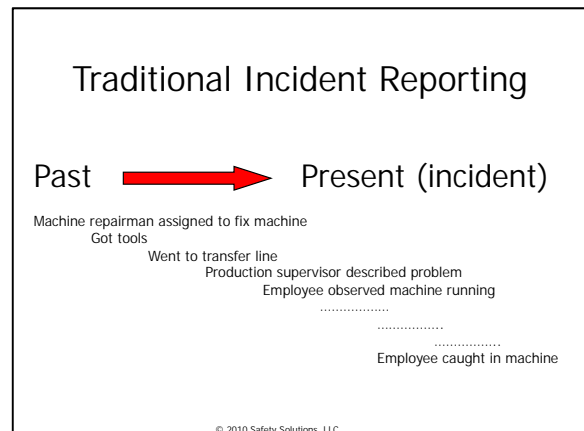 Traditional Incident Reporting
Past Present (incident)
Machine repairman assigned to fix machine
Got tools
Went to transfer line
Production supervisor described problem
Employee observed machine running
………………
……………..
……………..
Employee caught in machine
© 2010 Safety Solutions, LLC